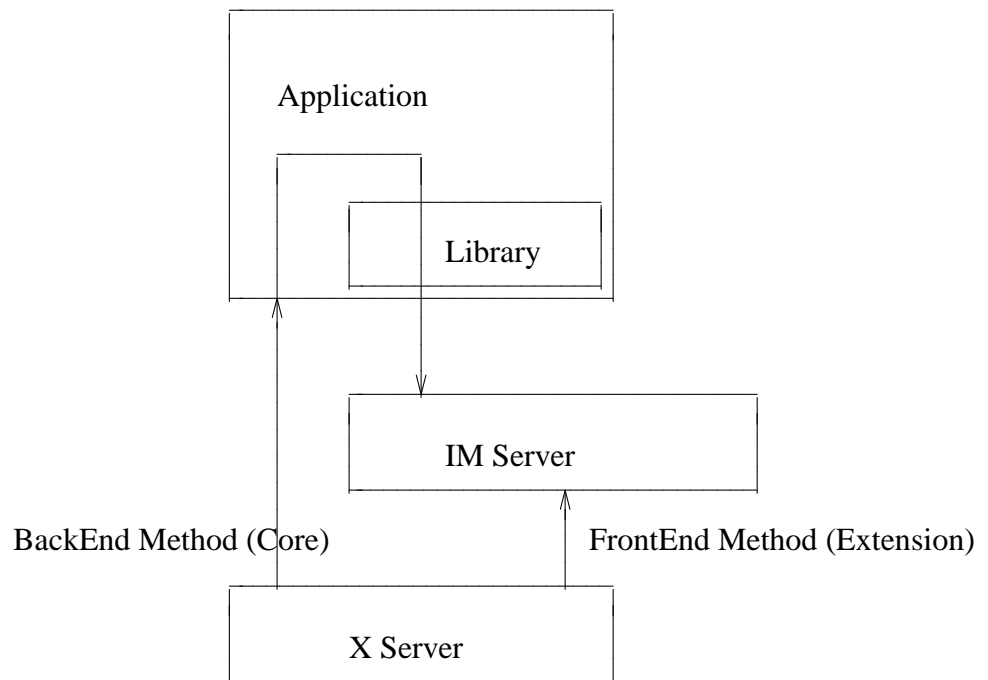 Application
Library
IM Server
BackEnd Method (Core)
FrontEnd Method (Extension)
X Server